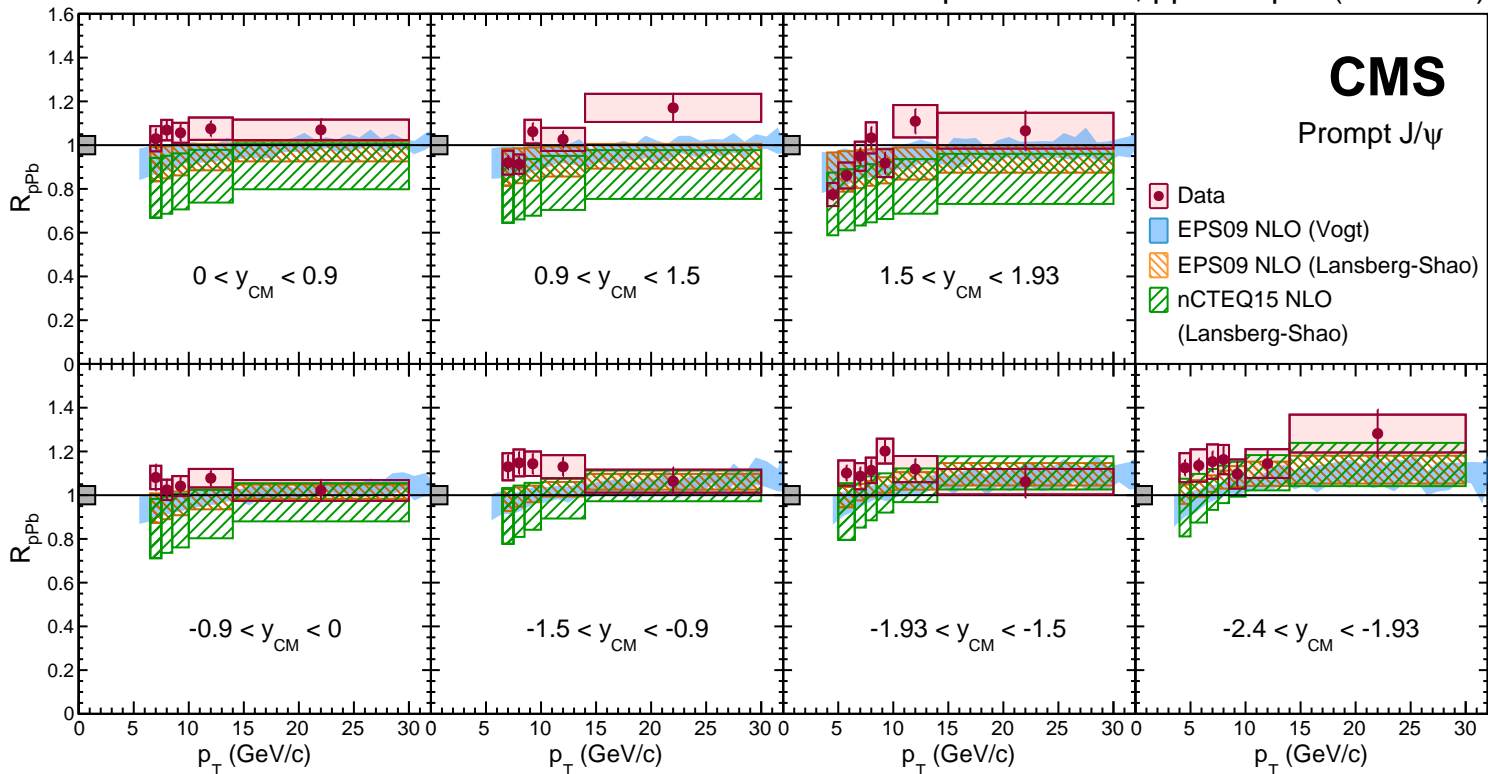 1.6
1.4
1.2
1
0.8
0.6
0.4
0.2
0
R_pPb
0 < y_CM < 0.9
0.9 < y_CM < 1.5
1.5 < y_CM < 1.93
CMS
Prompt J/ψ
Data
EPS09 NLO (Vogt)
EPS09 NLO (Lansberg-Shao)
nCTEQ15 NLO
(Lansberg-Shao)
1.4
1.2
1
0.8
0.6
0.4
0.2
0
R_pPb
-0.9 < y_CM < 0
-1.5 < y_CM < -0.9
-1.93 < y_CM < -1.5
-2.4 < y_CM < -1.93
0 5 10 15 20 25 30
0 5 10 15 20 25 30
0 5 10 15 20 25 30
0 5 10 15 20 25 30
p_T (GeV/c)
p_T (GeV/c)
p_T (GeV/c)
p_T (GeV/c)